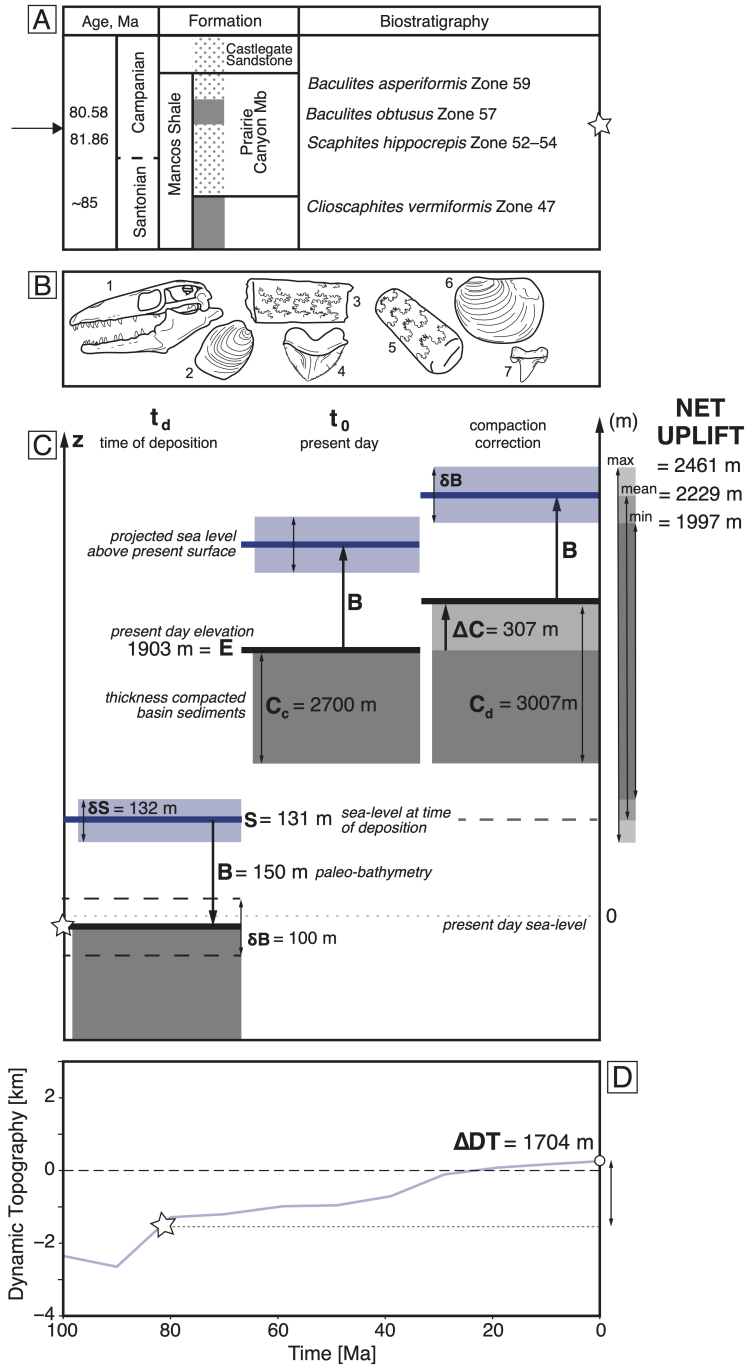 A
Age, Ma
Formation
Biostratigraphy
Castlegate
Sandstone
Campanian
Santonian
Mancos Shale
Prairie
Canyon Mb
80.58
81.86
~85
Baculites asperiformis Zone 59
Baculites obtusus Zone 57
Scaphites hippocrepis Zone 52–54
Clioscaphites vermiformis Zone 47
B
1
2
3
4
5
6
7
C
z
td
time of deposition
t0
present day
compaction
correction
(m)
NET
UPLIFT
max
= 2461 m
mean
= 2229 m
min
= 1997 m
δB
projected sea level
above present surface
B
B
present day elevation
1903 m = E
ΔC = 307 m
thickness compacted
basin sediments
Cc = 2700 m
Cd = 3007m
δS = 132 m
S = 131 m
sea-level at time
of deposition
B = 150 m paleo-bathymetry
present day sea-level
0
δB = 100 m
D
Dynamic Topography [km]
2
0
−2
−4
ΔDT = 1704 m
100
80
60
40
20
0
Time [Ma]